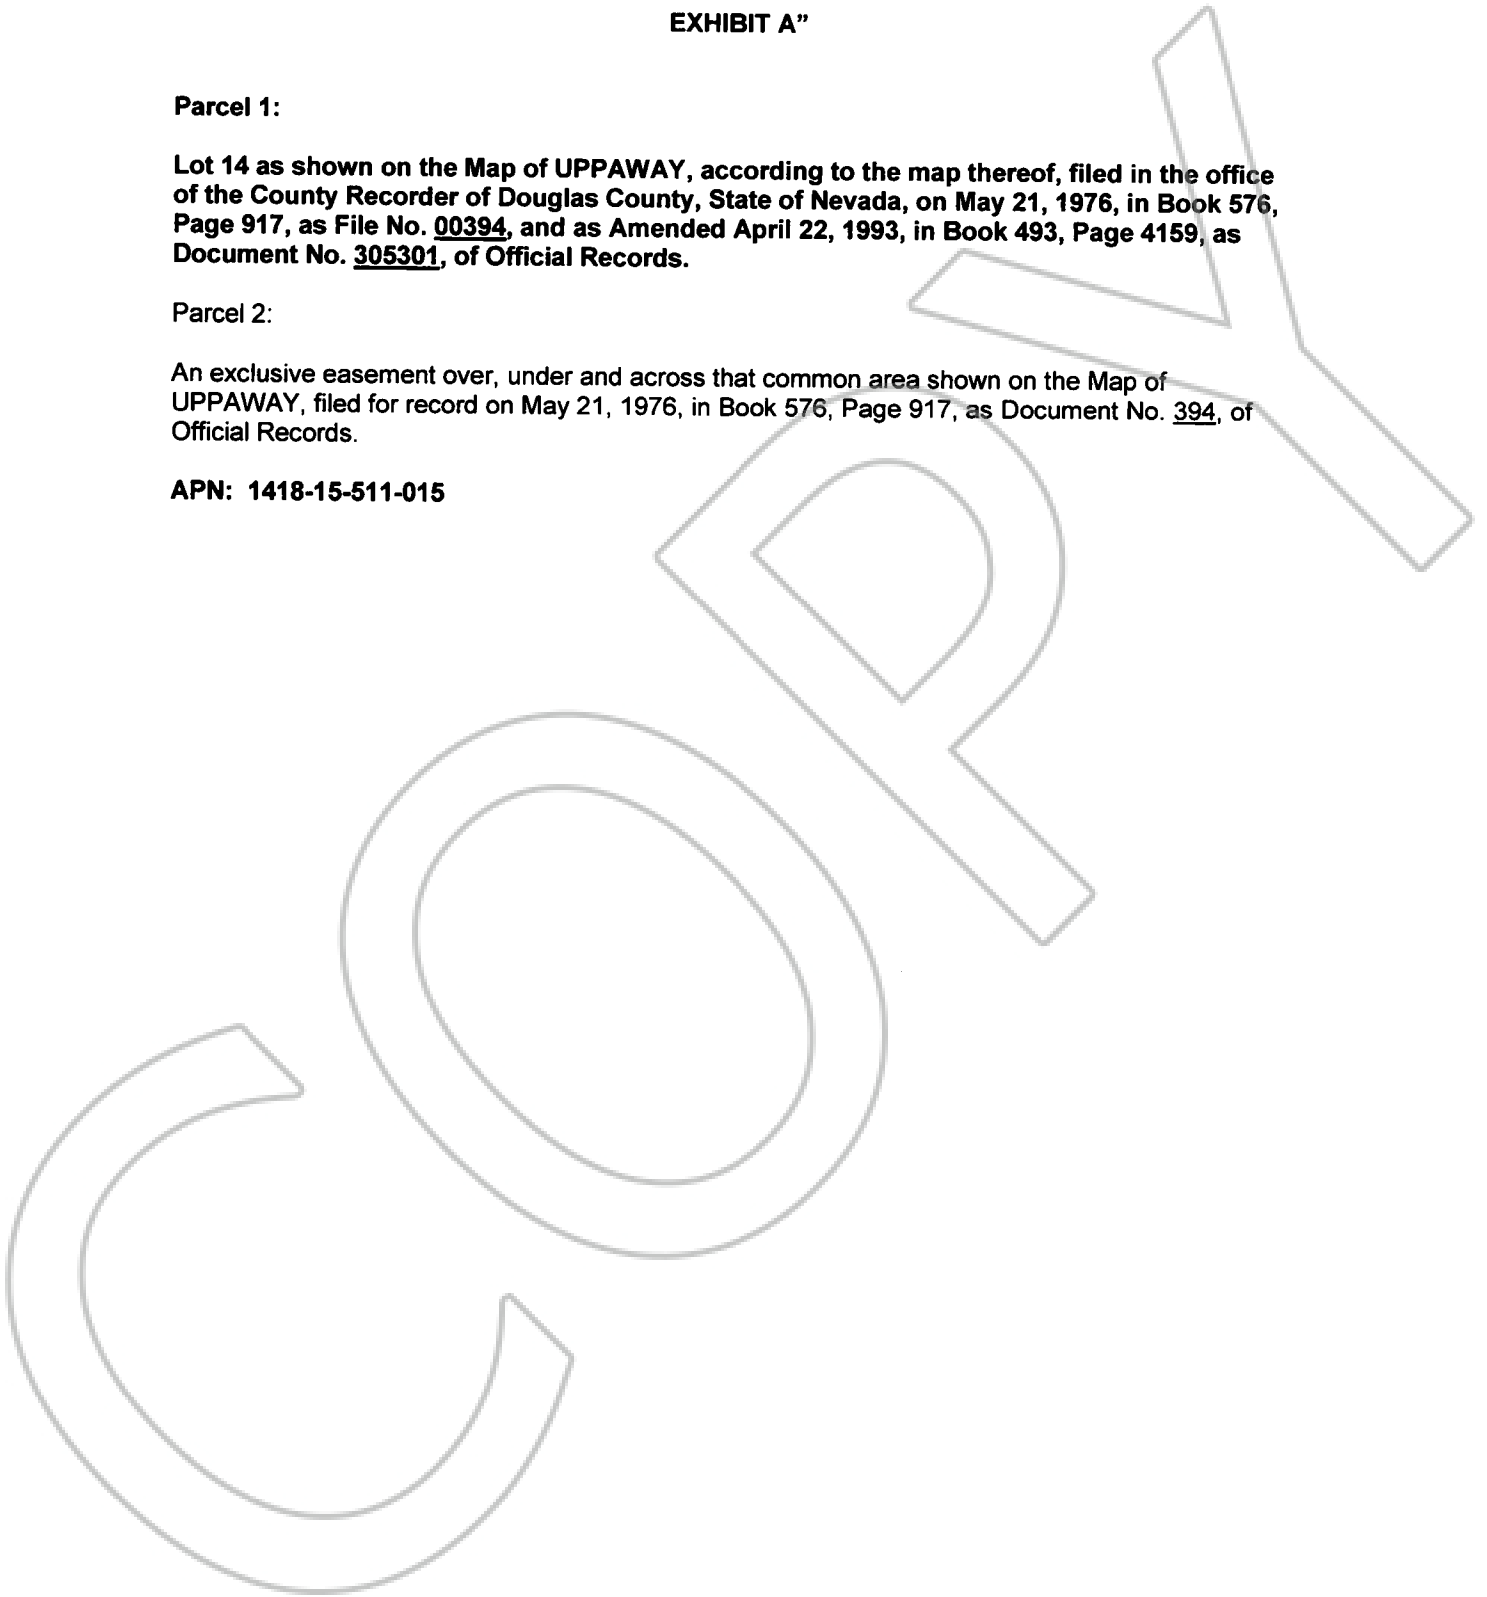 EXHIBIT A”
Parcel 1:
Lot 14 as shown on the Map of UPPAWAY, according to the map thereof, filed in the office
of the County Recorder of Douglas County, State of Nevada, on May 21, 1976, in Book 576,
Page 917, as File No. 00394, and as Amended April 22, 1993, in Book 493, Page 4159, as
Document No. 305301, of Official Records.
Parcel 2:
An exclusive easement over, under and across that common area shown on the Map of
UPPAWAY, filed for record on May 21, 1976, in Book 576, Page 917, as Document No. 394, of
Official Records.
APN: 1418-15-511-015
COPY